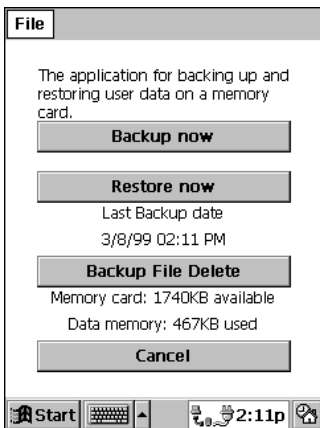 File
The application for backing up and
restoring user data on a memory
card.
Backup now
Restore now
Last Backup date
3/8/99 02:11 PM
Backup File Delete
Memory card: 1740KB available
Data memory: 467KB used
Cancel
Start 2:11p